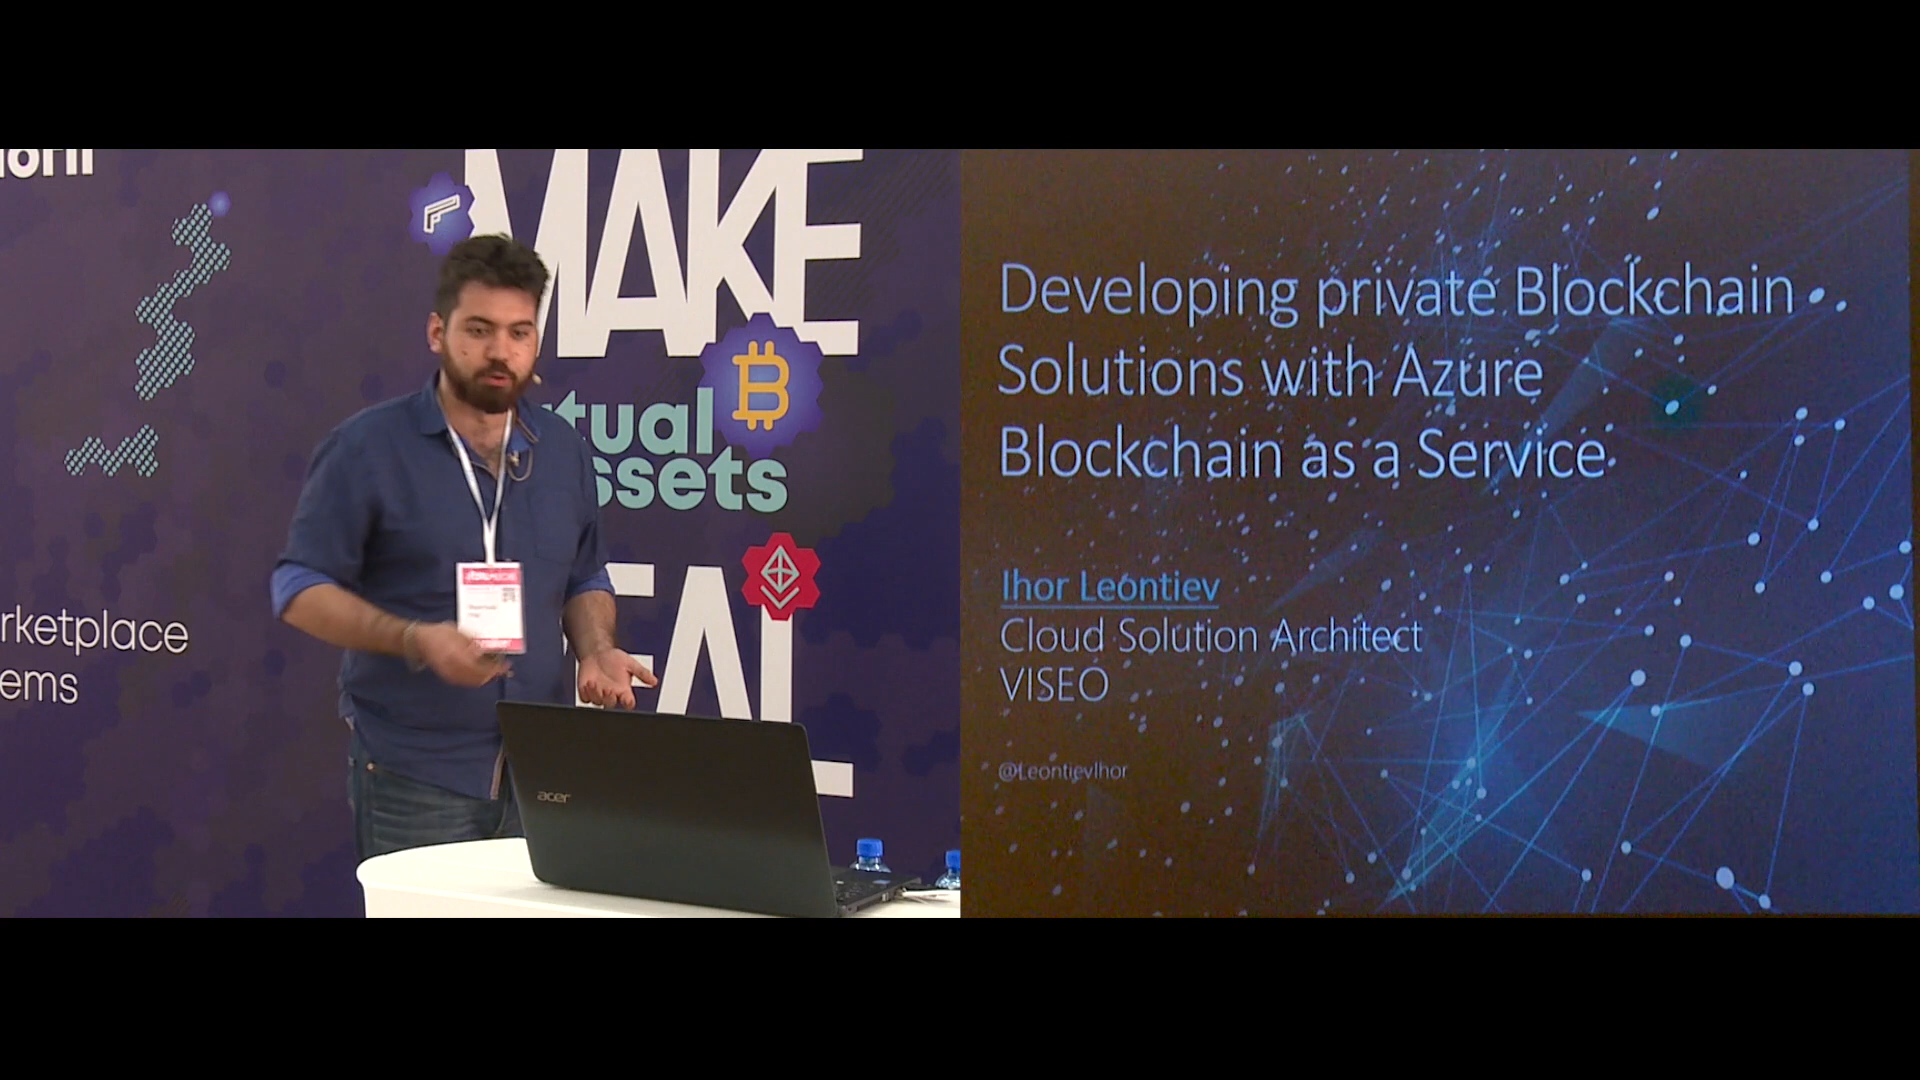 MAKE
tual
ssets
rketplace
ems
acer
Developing private Blockchain
Solutions with Azure
Blockchain as a Service
Ihor Leontiev
Cloud Solution Architect
VISEO
@LeontievIhor